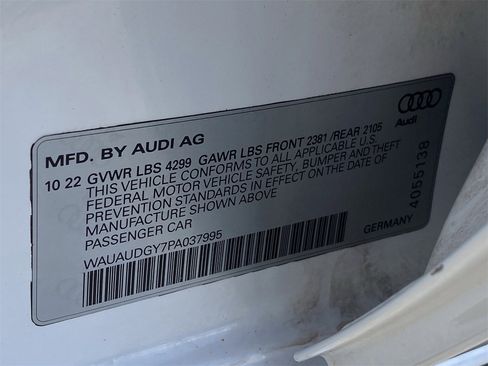 Audi
MFD. BY AUDI AG
10 22 GVWR LBS 4299 GAWR LBS FRONT 2381 /REAR 2105
THIS VEHICLE CONFORMS TO ALL APPLICABLE U.S.
FEDERAL MOTOR VEHICLE SAFETY, BUMPER AND THEFT
PREVENTION STANDARDS IN EFFECT ON THE DATE OF
MANUFACTURE SHOWN ABOVE
PASSENGER CAR
WAUAUDGY7PA037995
GERMANY
4055138